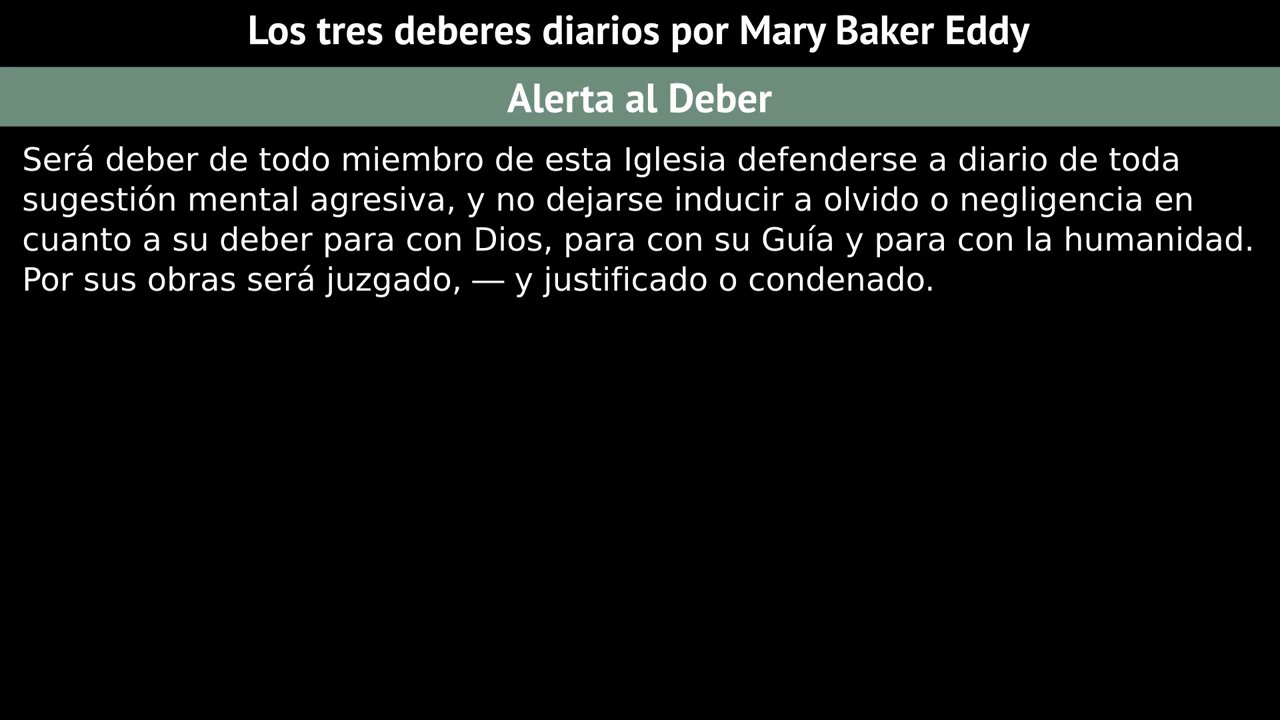 Los tres deberes diarios por Mary Baker Eddy
Alerta al Deber
Será deber de todo miembro de esta Iglesia defenderse a diario de toda
sugestión mental agresiva, y no dejarse inducir a olvido o negligencia en
cuanto a su deber para con Dios, para con su Guía y para con la humanidad.
Por sus obras será juzgado, — y justificado o condenado.